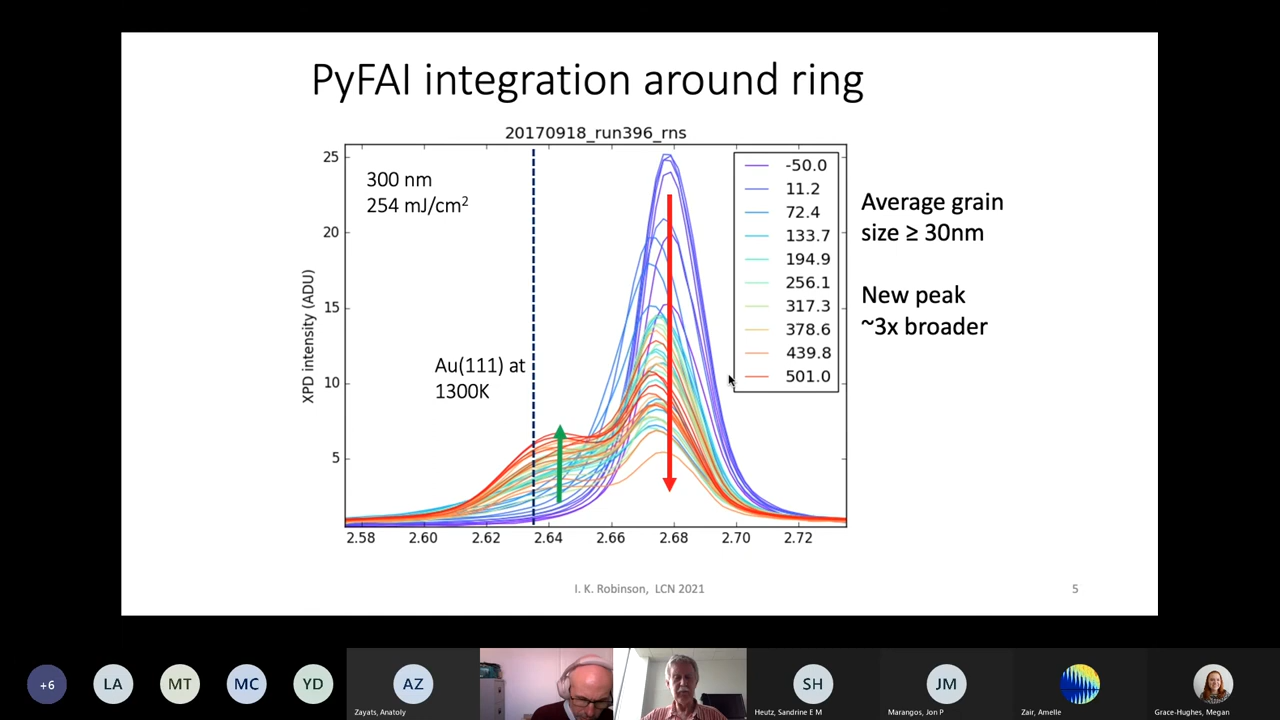 PyFAI integration around ring
20170918_run396_rns
25
20
15
10
5
XPD intensity (ADU)
300 nm
254 mJ/cm²
Au(111) at
1300K
-50.0
11.2
72.4
133.7
194.9
256.1
317.3
378.6
439.8
501.0
Average grain
size ≥ 30nm
New peak
~3x broader
2.58 2.60 2.62 2.64 2.66 2.68 2.70 2.72
I. K. Robinson, LCN 2021
5
+6
LA
MT
MC
YD
AZ
SH
JM
Zayats, Anatoly
Heutz, Sandrine E M
Marangos, Jon P
Zair, Amelle
Grace-Hughes, Megan